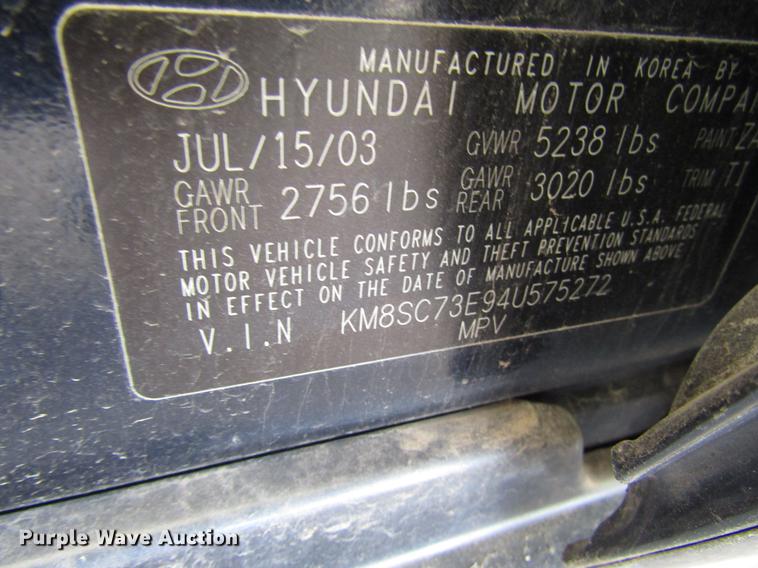 MANUFACTURED IN KOREA BY
HYUNDAI MOTOR
JUL/15/03 GVWR 5238 lbs PAINT
GAWR FRONT 2756 lbs GAWR REAR 3020 lbs TRIM
THIS VEHICLE CONFORMS TO ALL APPLICABLE U.S.A. FEDERAL
MOTOR VEHICLE SAFETY AND THEFT PREVENTION STANDARDS
IN EFFECT ON THE DATE OF MANUFACTURE SHOWN ABOVE
V.I.N KM8SC73E94U575272
MPV
Purple Wave Auction